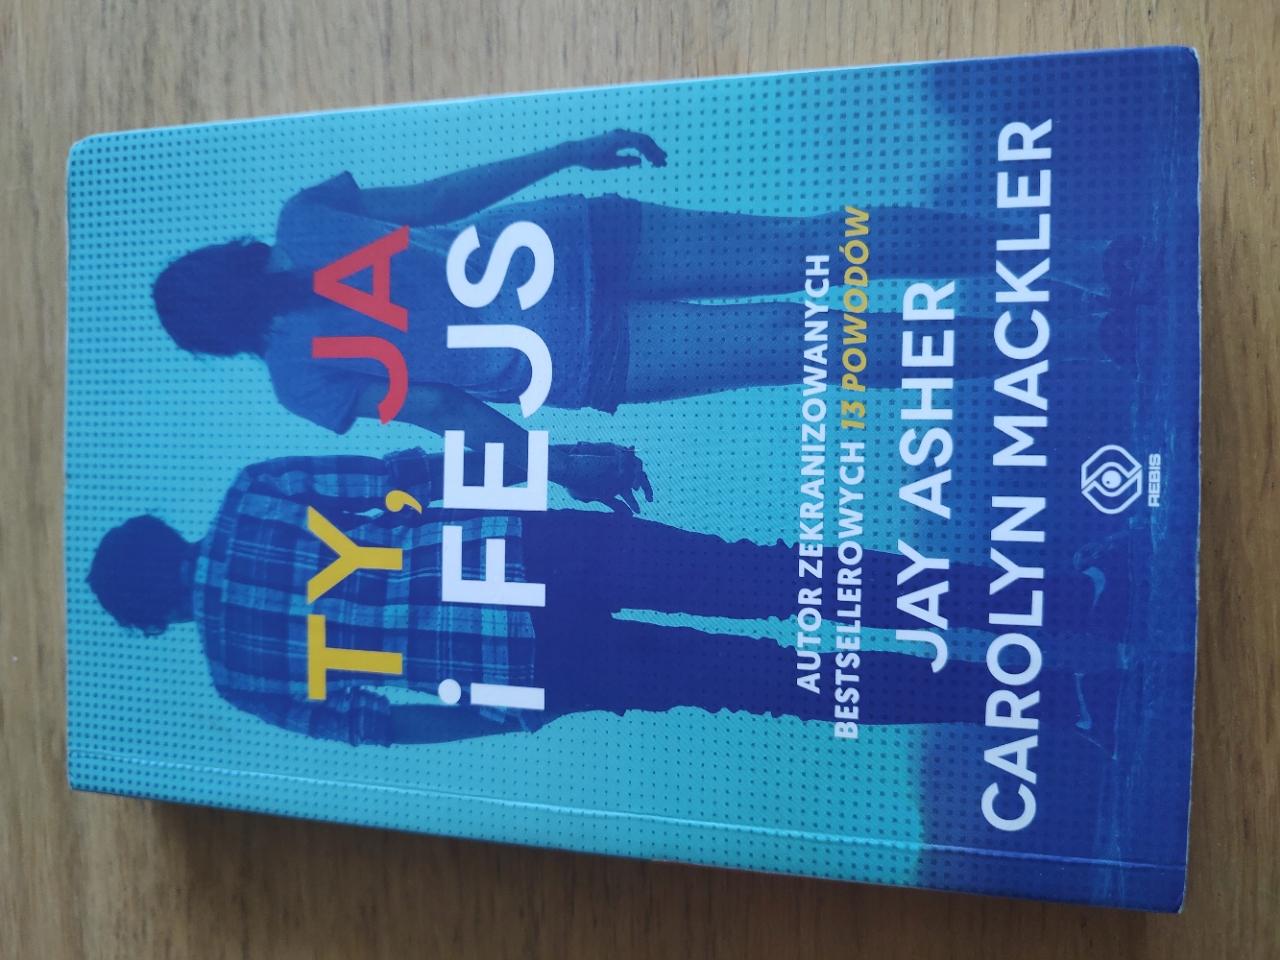 TY, JA
i FEJS
AUTOR ZEKRANIZOWANYCH
BESTSELLEROWYCH 13 POWODÓW
JAY ASHER
CAROLYN MACKLER
REBIS